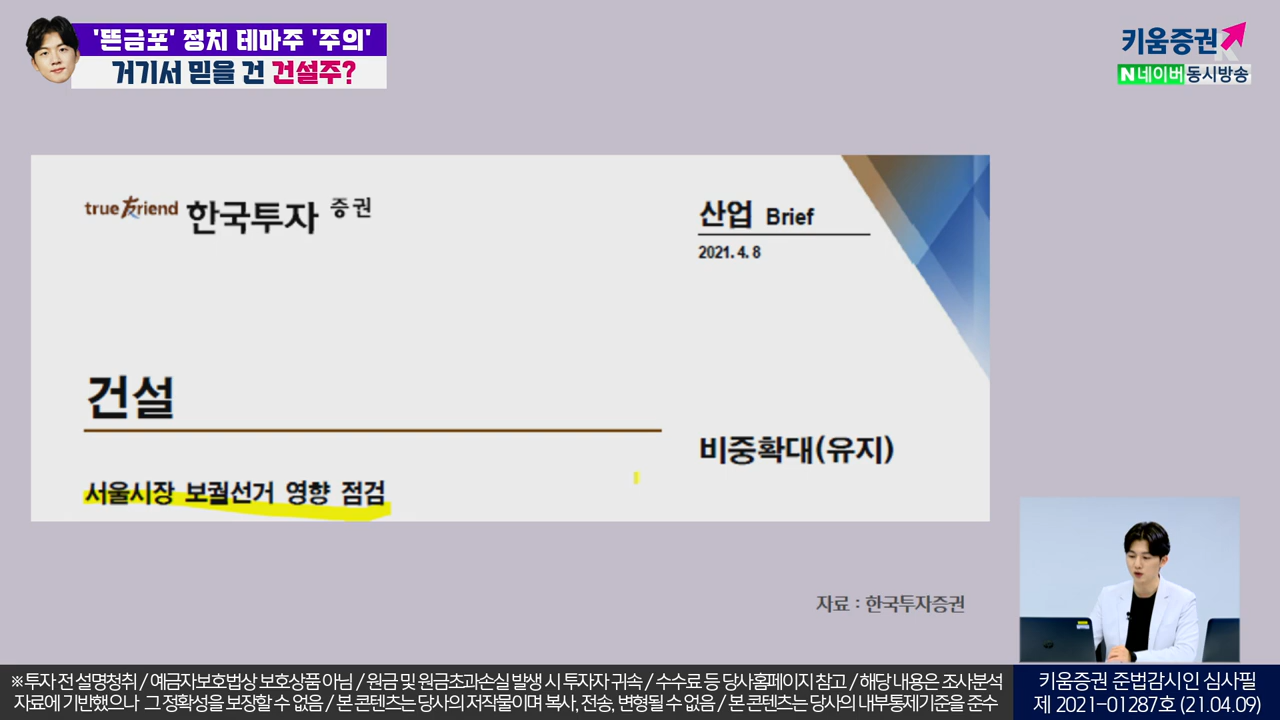 '뜬금포' 정치 테마주 '주의'
거기서 믿을 건 건설주?
키움증권
N 네이버 동시방송
true友riend 한국투자 증권
산업 Brief
2021. 4. 8
건설
비중확대(유지)
서울시장 보궐선거 영향 점검
자료 : 한국투자증권
※투자 전 설명청취 / 예금자보호법상 보호상품 아님 / 원금 및 원금초과손실 발생 시 투자자 귀속 / 수수료 등 당사홈페이지 참고 / 해당 내용은 조사분석
자료에 기반했으나 그 정확성을 보장할 수 없음 / 본 콘텐츠는 당사의 저작물이며 복사, 전송, 변형될 수 없음 / 본 콘텐츠는 당사의 내부통제기준을 준수
키움증권 준법감시인 심사필
제 2021-01287호 (21.04.09)